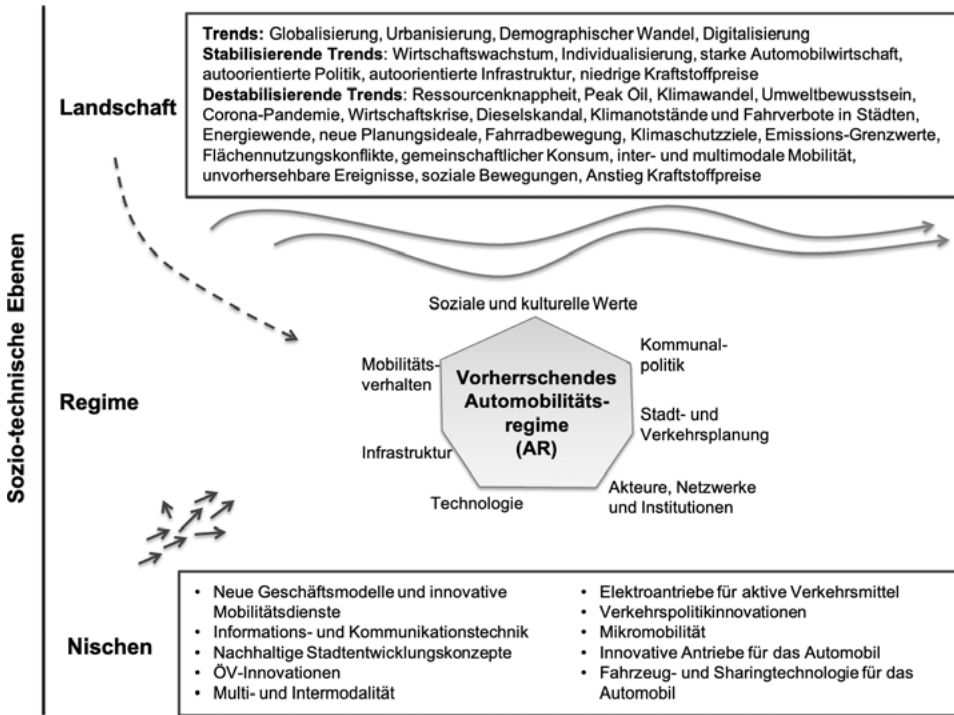 Sozio-technische Ebenen
Landschaft
Trends: Globalisierung, Urbanisierung, Demographischer Wandel, Digitalisierung
Stabilisierende Trends: Wirtschaftswachstum, Individualisierung, starke Automobilwirtschaft,
autoorientierte Politik, autoorientierte Infrastruktur, niedrige Kraftstoffpreise
Destabilisierende Trends: Ressourcenknappheit, Peak Oil, Klimawandel, Umweltbewusstsein,
Corona-Pandemie, Wirtschaftskrise, Dieselskandal, Klimanotstände und Fahrverbote in Städten,
Energiewende, neue Planungsideale, Fahrradbewegung, Klimaschutzziele, Emissions-Grenzwerte,
Flächennutzungskonflikte, gemeinschaftlicher Konsum, inter- und multimodale Mobilität,
unvorhersehbare Ereignisse, soziale Bewegungen, Anstieg Kraftstoffpreise
Regime
Soziale und kulturelle Werte
Kommunal-
politik
Stadt- und
Verkehrsplanung
Akteure, Netzwerke
und Institutionen
Technologie
Infrastruktur
Mobilitäts-
verhalten
Vorherrschendes
Automobilitäts-
regime
(AR)
Nischen
• Neue Geschäftsmodelle und innovative
Mobilitätsdienste
• Informations- und Kommunikationstechnik
• Nachhaltige Stadtentwicklungskonzepte
• ÖV-Innovationen
• Multi- und Intermodalität
• Elektroantriebe für aktive Verkehrsmittel
• Verkehrspolitikinnovationen
• Mikromobilität
• Innovative Antriebe für das Automobil
• Fahrzeug- und Sharingtechnologie für das
Automobil